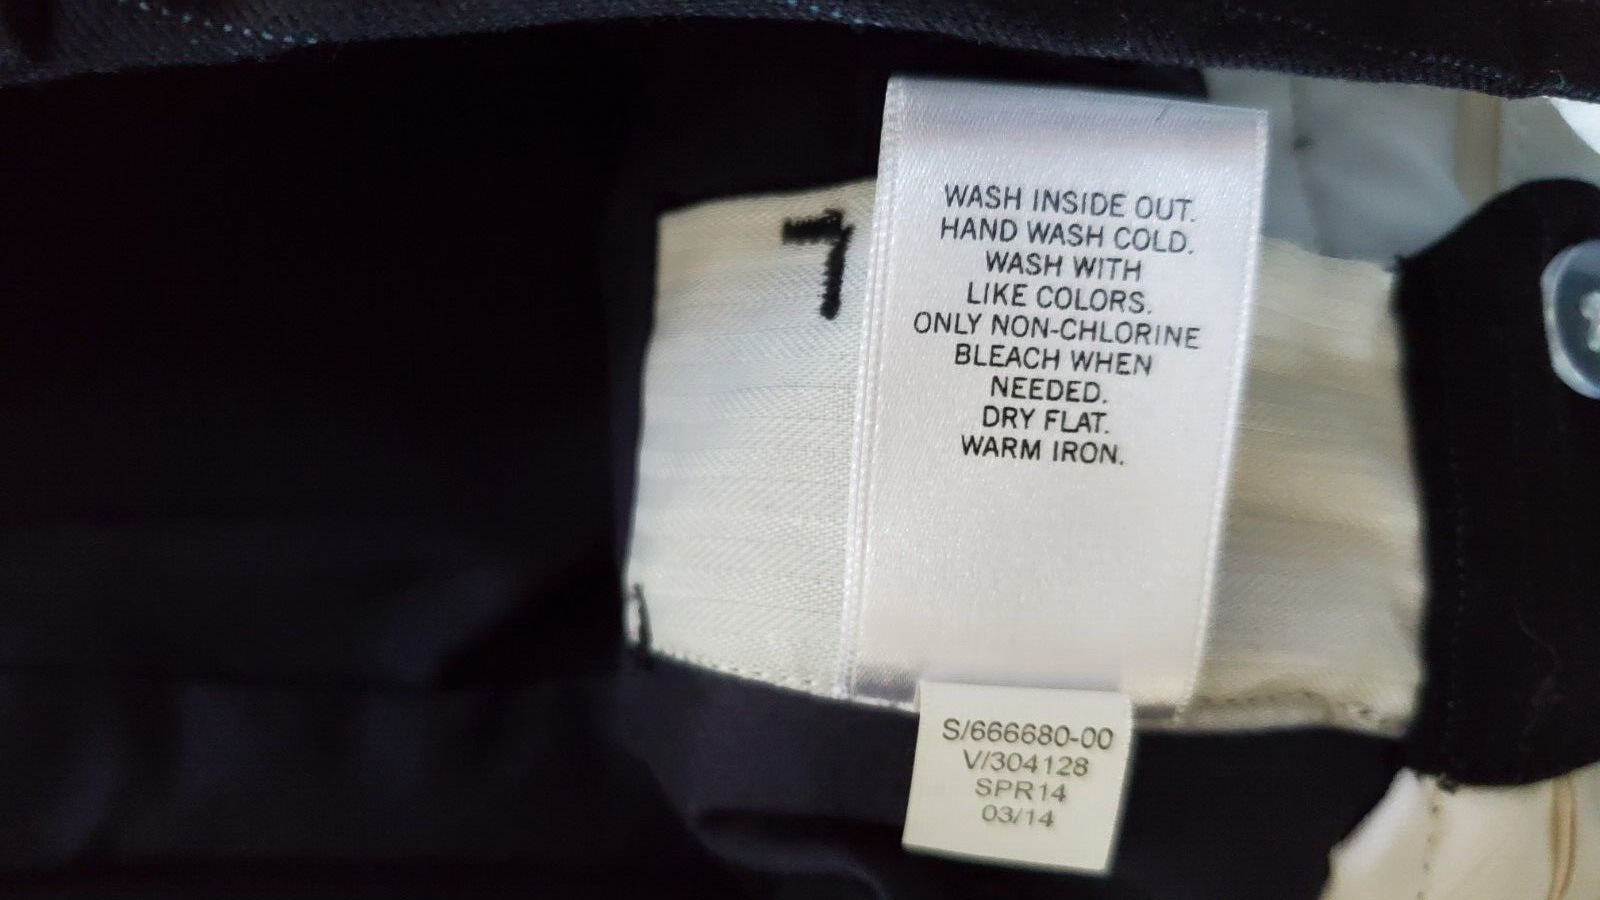 WASH INSIDE OUT.
HAND WASH COLD.
WASH WITH
LIKE COLORS.
ONLY NON-CHLORINE
BLEACH WHEN
NEEDED.
DRY FLAT.
WARM IRON.
S/666680-00
V/304128
SPR14
03/14